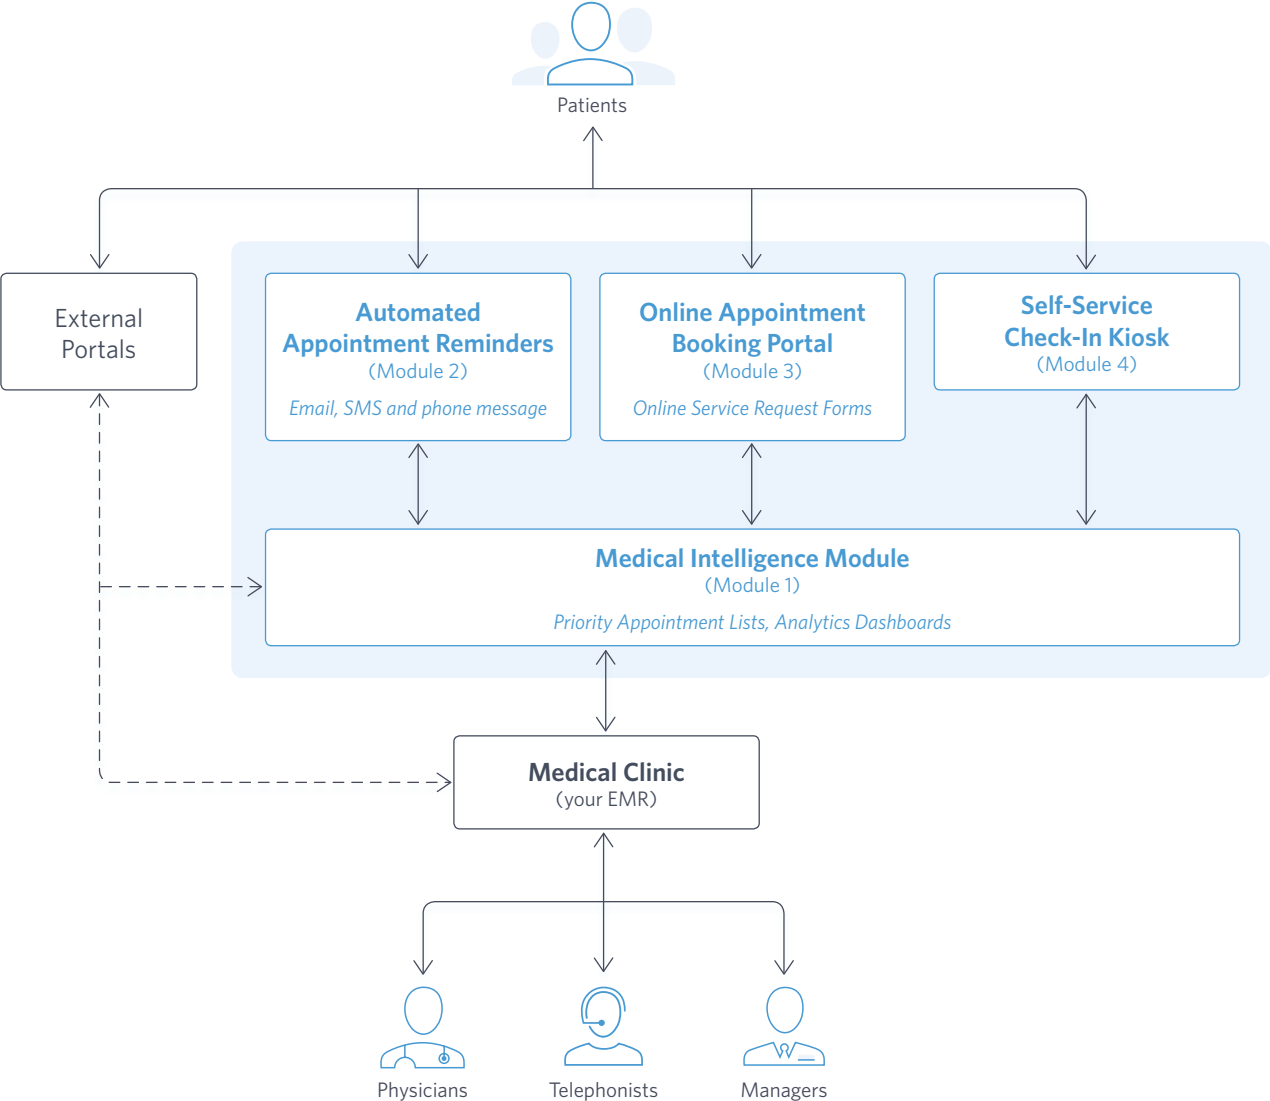 Patients
External
Portals
Automated
Appointment Reminders
(Module 2)
Email, SMS and phone message
Online Appointment
Booking Portal
(Module 3)
Online Service Request Forms
Self-Service
Check-In Kiosk
(Module 4)
Medical Intelligence Module
(Module 1)
Priority Appointment Lists, Analytics Dashboards
Medical Clinic
(your EMR)
Physicians
Telephonists
Managers